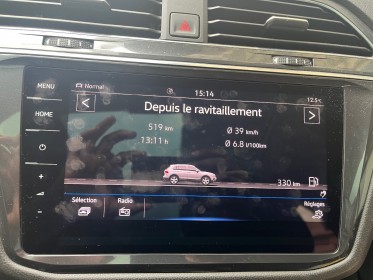 MENU
Normal
15:14
12.5
HOME
Depuis le ravitaillement
519 km
Ø 39 km/h
13:11 h
Ø 6.8 l/100km
330 km
Sélection
Radio
Réglages